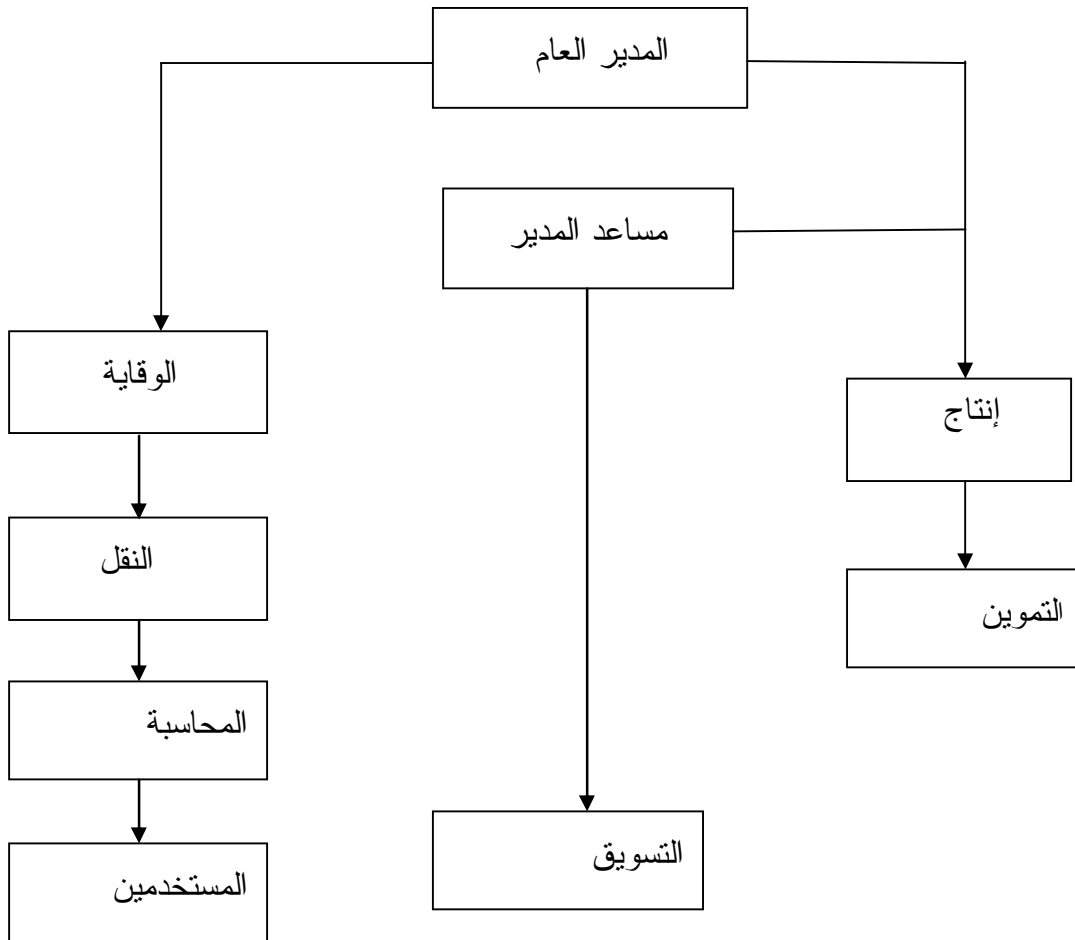 المدير العام
مساعد المدير
الوقاية
إنتاج
النقل
التموين
المحاسبة
التسويق
المستخدمين